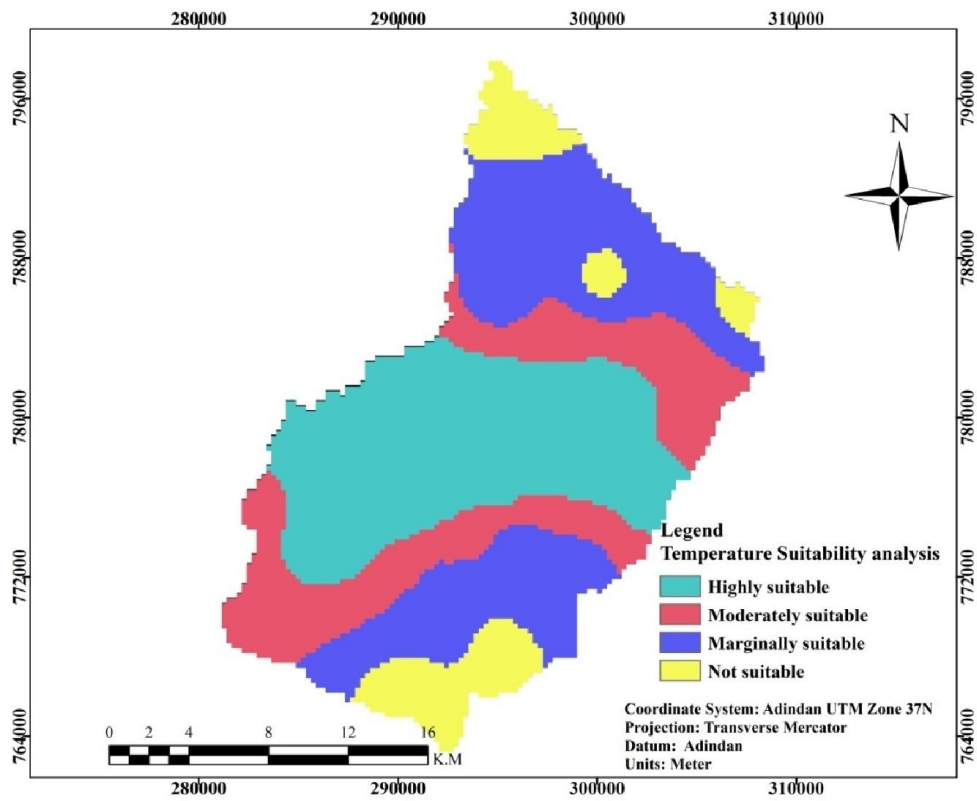 280000 290000 300000 310000
796000 796000
N
788000 788000
780000 780000
Legend
Temperature Suitability analysis
772000 772000
Highly suitable
Moderately suitable
Marginally suitable
Not suitable
Coordinate System: Adindan UTM Zone 37N
Projection: Transverse Mercator
Datum: Adindan
Units: Meter
764000 764000
0 2 4 8 12 16
K.M
280000 290000 300000 310000